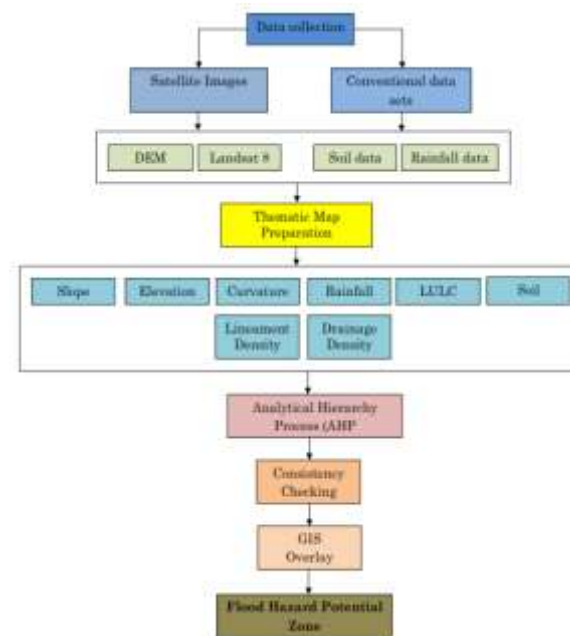 Data collection
Satellite Images
Conventional data
sets
DEM
Landsat 8
Soil data
Rainfall data
Thematic Map
Preparation
Slope
Elevation
Curvature
Rainfall
LULC
Soil
Lineament
Density
Drainage
Density
Analytical Hierarchy
Process (AHP
Consistency
Checking
GIS
Overlay
Flood Hazard Potential
Zone